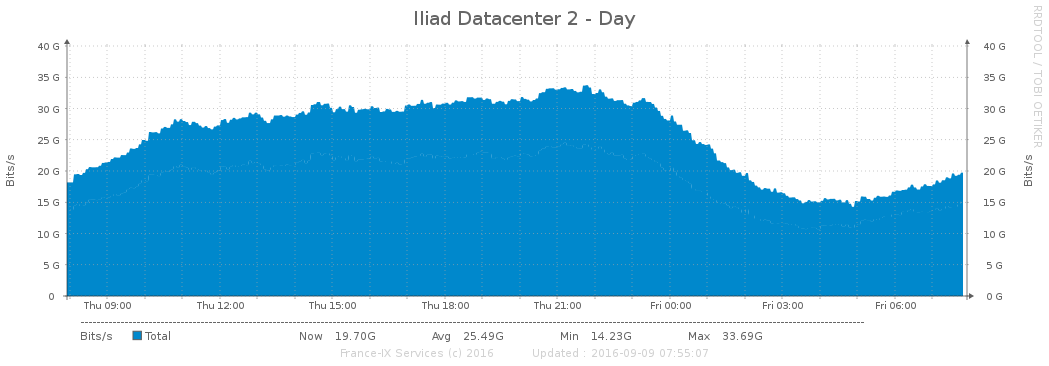 Iliad Datacenter 2 - Day
RRDTOOL / TOBI OETIKER
40 G 40 G
35 G 35 G
30 G 30 G
25 G 25 G
20 G 20 G
15 G 15 G
10 G 10 G
5 G 5 G
0 0 G
Bits/s Bits/s
Thu 09:00 Thu 12:00 Thu 15:00 Thu 18:00 Thu 21:00 Fri 00:00 Fri 03:00 Fri 06:00
Bits/s Total Now 19.70G Avg 25.49G Min 14.23G Max 33.69G
France-IX Services (c) 2016 Updated : 2016-09-09 07:55:07